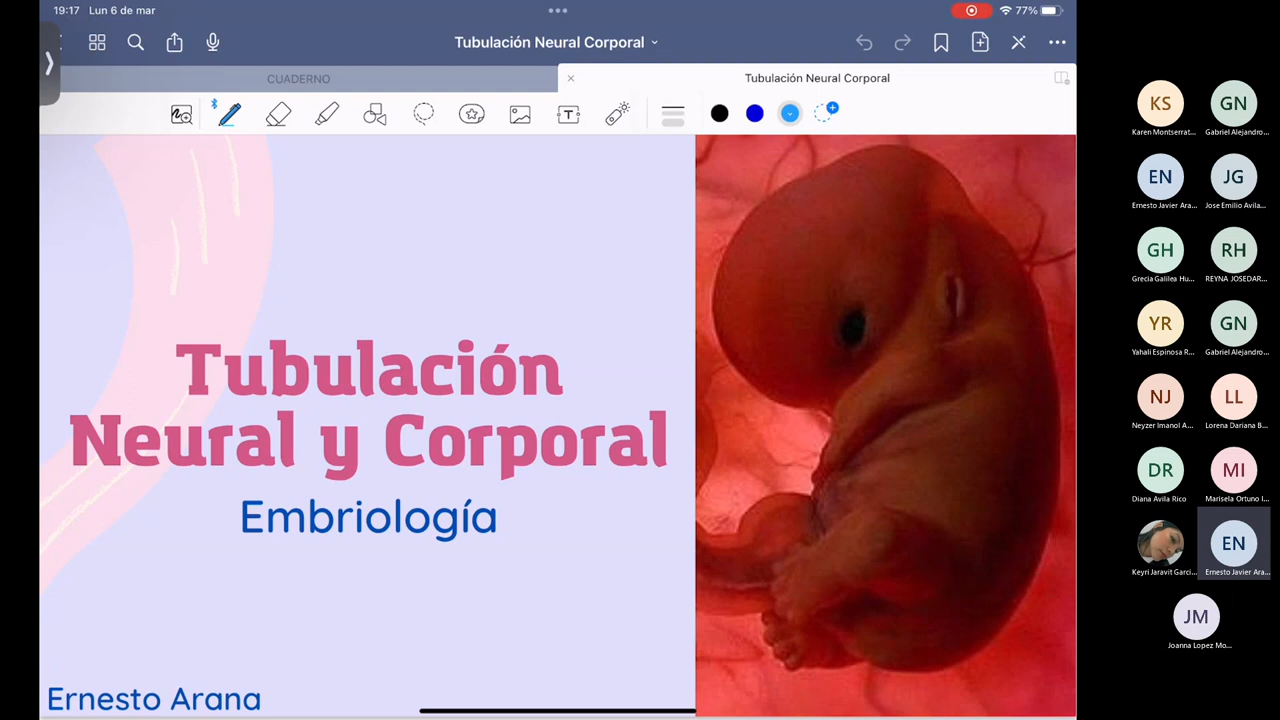 19:17 Lun 6 de mar
77%
Tubulación Neural Corporal
CUADERNO
Tubulación Neural Corporal
Tubulación
Neural y Corporal
Embriología
Ernesto Arana
KS GN
Karen Montserrat... Gabriel Alejandro...
EN JG
Ernesto Javier Ara... Jose Emilio Avila...
GH RH
Grecia Galilea Hu... REYNA JOSEDAR...
YR GN
Yahali Espinosa R... Gabriel Alejandro...
NJ LL
Neyzer Imanol A... Lorena Dariana B...
DR MI
Diana Avila Rico Marisela Ortuno I...
EN
Keyri Jaravit Garci... Ernesto Javier Ara...
JM
Joanna Lopez Mo...